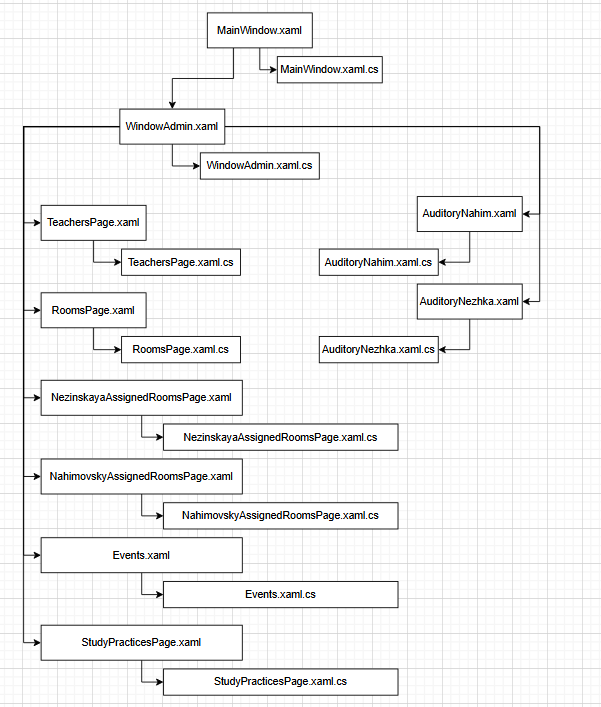 MainWindow.xaml
MainWindow.xaml.cs
WindowAdmin.xaml
WindowAdmin.xaml.cs
TeachersPage.xaml
AuditoryNahim.xaml
TeachersPage.xaml.cs
AuditoryNahim.xaml.cs
RoomsPage.xaml
AuditoryNezhka.xaml
RoomsPage.xaml.cs
AuditoryNezhka.xaml.cs
NezinskayaAssignedRoomsPage.xaml
NezinskayaAssignedRoomsPage.xaml.cs
NahimovskyAssignedRoomsPage.xaml
NahimovskyAssignedRoomsPage.xaml.cs
Events.xaml
Events.xaml.cs
StudyPracticesPage.xaml
StudyPracticesPage.xaml.cs